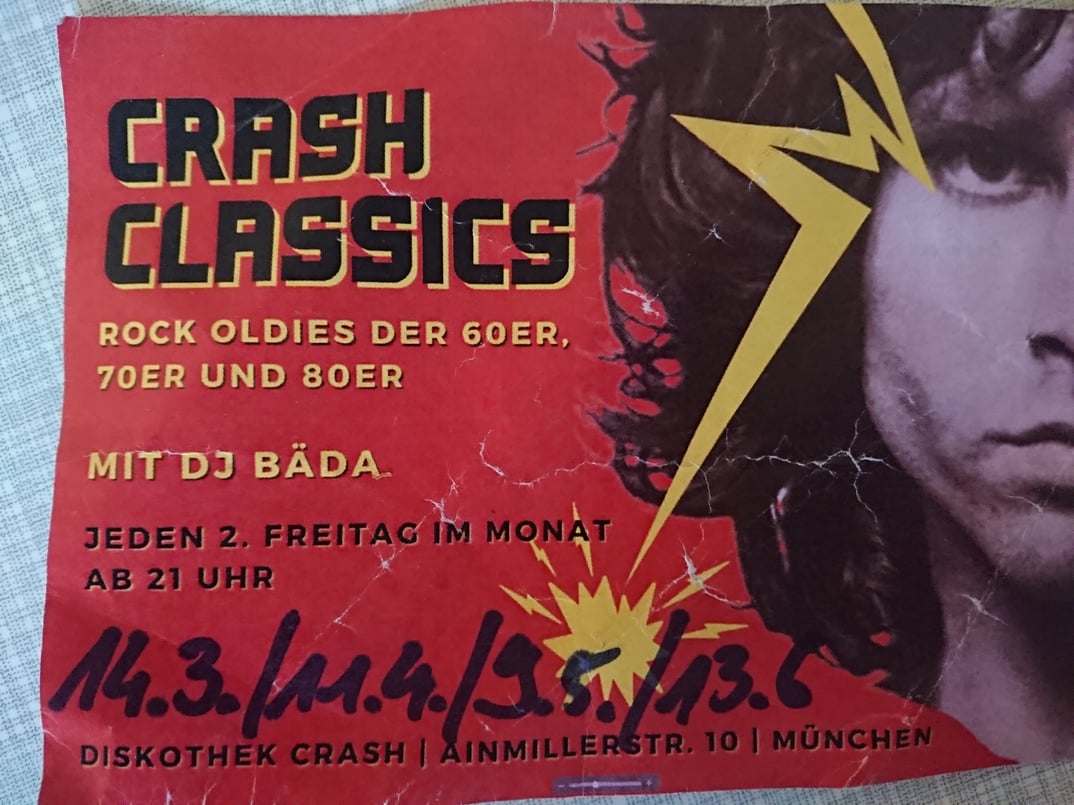 CRASH
CLASSICS
ROCK OLDIES DER 60ER,
70ER UND 80ER
MIT DJ BÄDA
JEDEN 2. FREITAG IM MONAT
AB 21 UHR
14.3./11.4./9.5./13.6
DISKOTHEK CRASH | AINMILLERSTR. 10 | MÜNCHEN